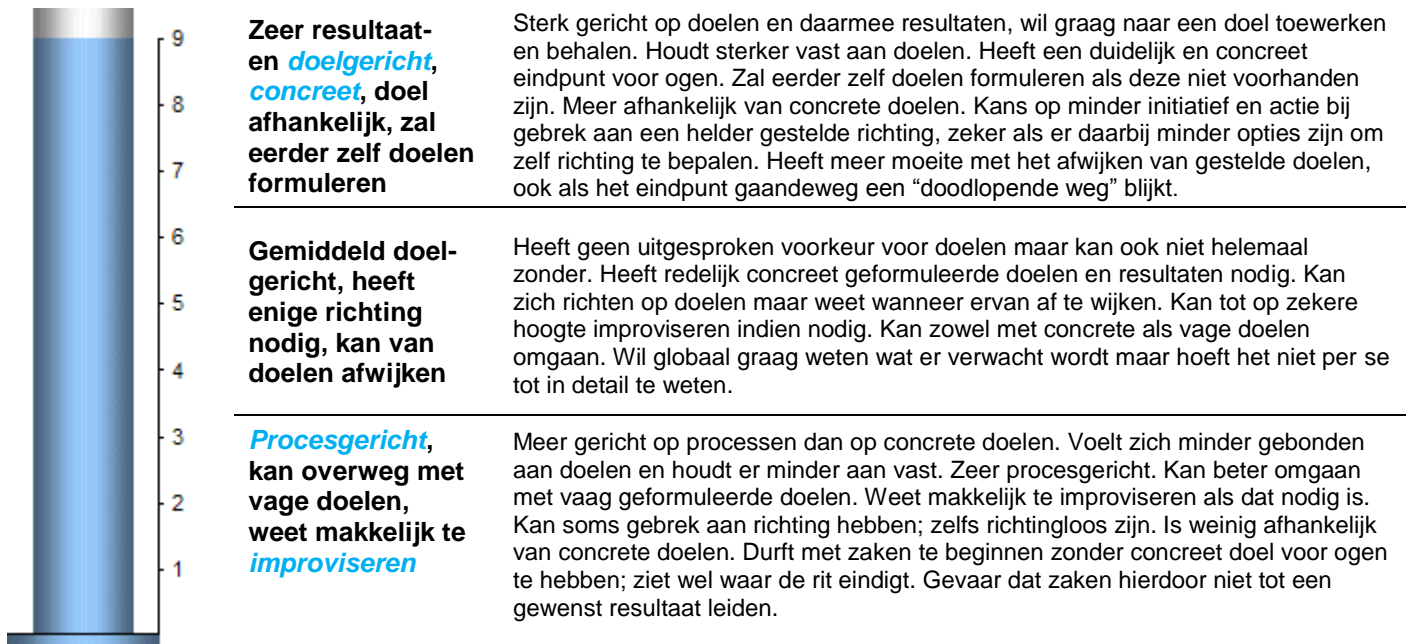 9
8
7
6
5
4
3
2
1
Zeer resultaat-
en doelgericht,
concreet, doel
afhankelijk, zal
eerder zelf doelen
formuleren
Sterk gericht op doelen en daarmee resultaten, wil graag naar een doel toewerken
en behalen. Houdt sterker vast aan doelen. Heeft een duidelijk en concreet
eindpunt voor ogen. Zal eerder zelf doelen formuleren als deze niet voorhanden
zijn. Meer afhankelijk van concrete doelen. Kans op minder initiatief en actie bij
gebrek aan een helder gestelde richting, zeker als er daarbij minder opties zijn om
zelf richting te bepalen. Heeft meer moeite met het afwijken van gestelde doelen,
ook als het eindpunt gaandeweg een “doodlopende weg” blijkt.
Gemiddeld doel-
gericht, heeft
enige richting
nodig, kan van
doelen afwijken
Heeft geen uitgesproken voorkeur voor doelen maar kan ook niet helemaal
zonder. Heeft redelijk concreet geformuleerde doelen en resultaten nodig. Kan
zich richten op doelen maar weet wanneer ervan af te wijken. Kan tot op zekere
hoogte improviseren indien nodig. Kan zowel met concrete als vage doelen
omgaan. Wil globaal graag weten wat er verwacht wordt maar hoeft het niet per se
tot in detail te weten.
Procesgericht,
kan overweg met
vage doelen,
weet makkelijk te
improviseren
Meer gericht op processen dan op concrete doelen. Voelt zich minder gebonden
aan doelen en houdt er minder aan vast. Zeer procesgericht. Kan beter omgaan
met vaag geformuleerde doelen. Weet makkelijk te improviseren als dat nodig is.
Kan soms gebrek aan richting hebben; zelfs richtingloos zijn. Is weinig afhankelijk
van concrete doelen. Durft met zaken te beginnen zonder concreet doel voor ogen
te hebben; ziet wel waar de rit eindigt. Gevaar dat zaken hierdoor niet tot een
gewenst resultaat leiden.